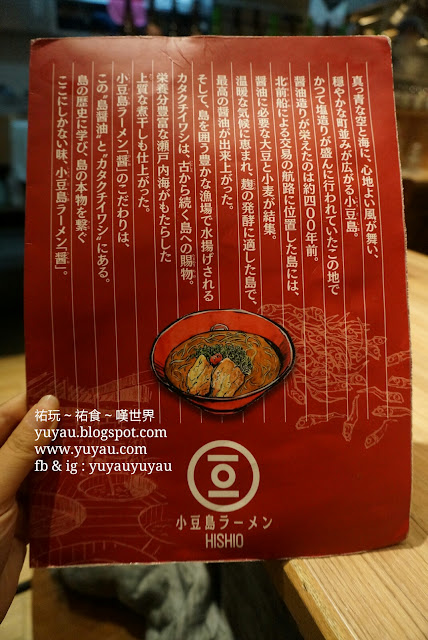 真っ青な空と海に、心地よい風が舞い、
穏やかな町並みが広がる小豆島。
かつて塩造りが盛んに行われていたこの地で
醤油造りが栄えたのは約四〇〇年前。
北前船による交易の航路に位置した島には、
醤油に必要な大豆と小麦が結集。
温暖な気候に恵まれ、麹の発酵に適した島で、
最高の醤油が出来上がった。
そして、島を囲う豊かな漁場で水揚げされる
カタクチイワシは、古から続く島への賜物。
栄養分豊富な瀬戸内海がもたらした
上質な煮干しも仕上がった。
小豆島ラーメン「醤」のこだわりは、
この“島醤油”と“カタクチイワシ”にある。
島の歴史に学び、島の本物を繋ぐ
ここにしかない味、小豆島ラーメン「醤」。
祐玩~祐食~嘆世界
yuyau.blogspot.com
www.yuyau.com
fb & ig : yuyauyuyau
小豆島ラーメン
HISHIO